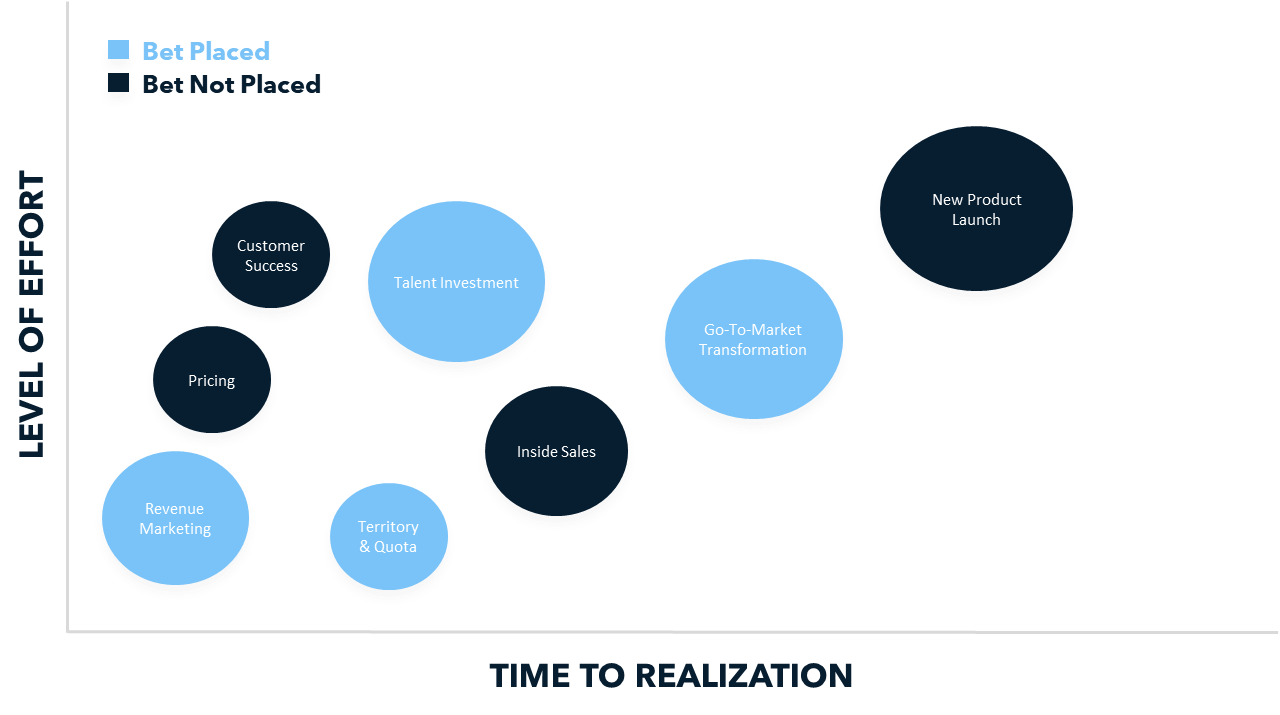 Bet Placed
Bet Not Placed
LEVEL OF EFFORT
New Product
Launch
Customer
Success
Talent Investment
Go-To-Market
Transformation
Pricing
Inside Sales
Revenue
Marketing
Territory
& Quota
TIME TO REALIZATION